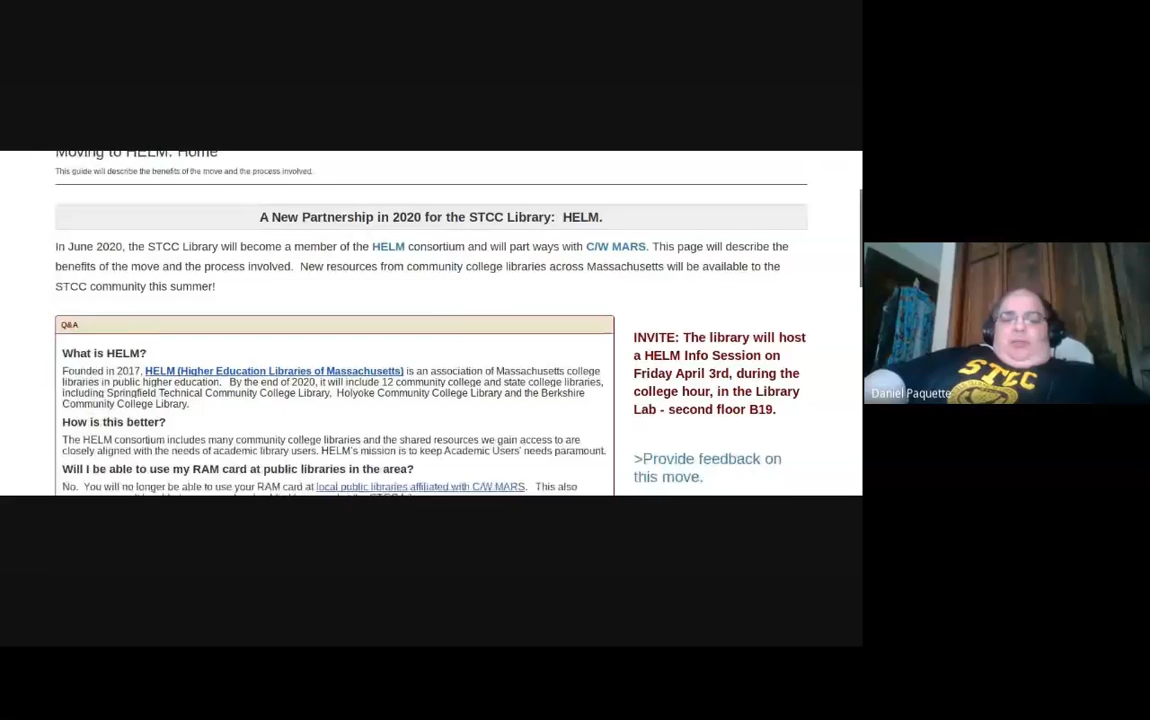 Moving to HELM: Home
This guide will describe the benefits of the move and the process involved.
A New Partnership in 2020 for the STCC Library: HELM.
In June 2020, the STCC Library will become a member of the HELM consortium and will part ways with C/W MARS. This page will describe the
benefits of the move and the process involved. New resources from community college libraries across Massachusetts will be available to the
STCC community this summer!
Q&A
What is HELM?
Founded in 2017, HELM (Higher Education Libraries of Massachusetts) is an association of Massachusetts college
libraries in public higher education. By the end of 2020, it will include 12 community college and state college libraries,
including Springfield Technical Community College Library, Holyoke Community College Library and the Berkshire
Community College Library.
How is this better?
The HELM consortium includes many community college libraries and the shared resources we gain access to are
closely aligned with the needs of academic library users. HELM's mission is to keep Academic Users' needs paramount.
Will I be able to use my RAM card at public libraries in the area?
No. You will no longer be able to use your RAM card at local public libraries affiliated with C/W MARS. This also
INVITE: The library will host
a HELM Info Session on
Friday April 3rd, during the
college hour, in the Library
Lab - second floor B19.
>Provide feedback on
this move.
STCC
Daniel Paquette